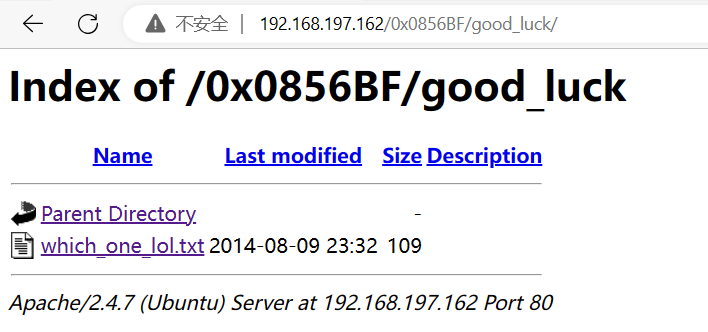 不安全 | 192.168.197.162/0x0856BF/good_luck/
Index of /0x0856BF/good_luck
Name Last modified Size Description
Parent Directory -
which_one_lol.txt 2014-08-09 23:32 109
Apache/2.4.7 (Ubuntu) Server at 192.168.197.162 Port 80